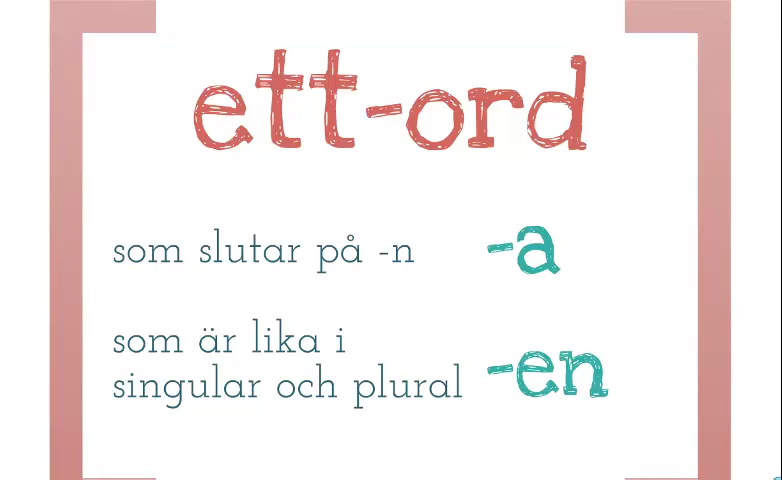 ett-ord
som slutar på -n -a
som är lika i
singular och plural -en